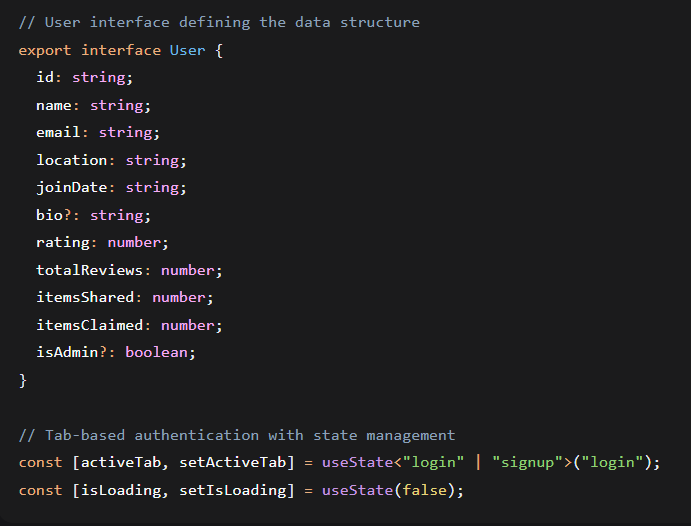 // User interface defining the data structure
export interface User {
  id: string;
  name: string;
  email: string;
  location: string;
  joinDate: string;
  bio?: string;
  rating: number;
  totalReviews: number;
  itemsShared: number;
  itemsClaimed: number;
  isAdmin?: boolean;
}

// Tab-based authentication with state management
const [activeTab, setActiveTab] = useState<"login" | "signup">("login");
const [isLoading, setIsLoading] = useState(false);